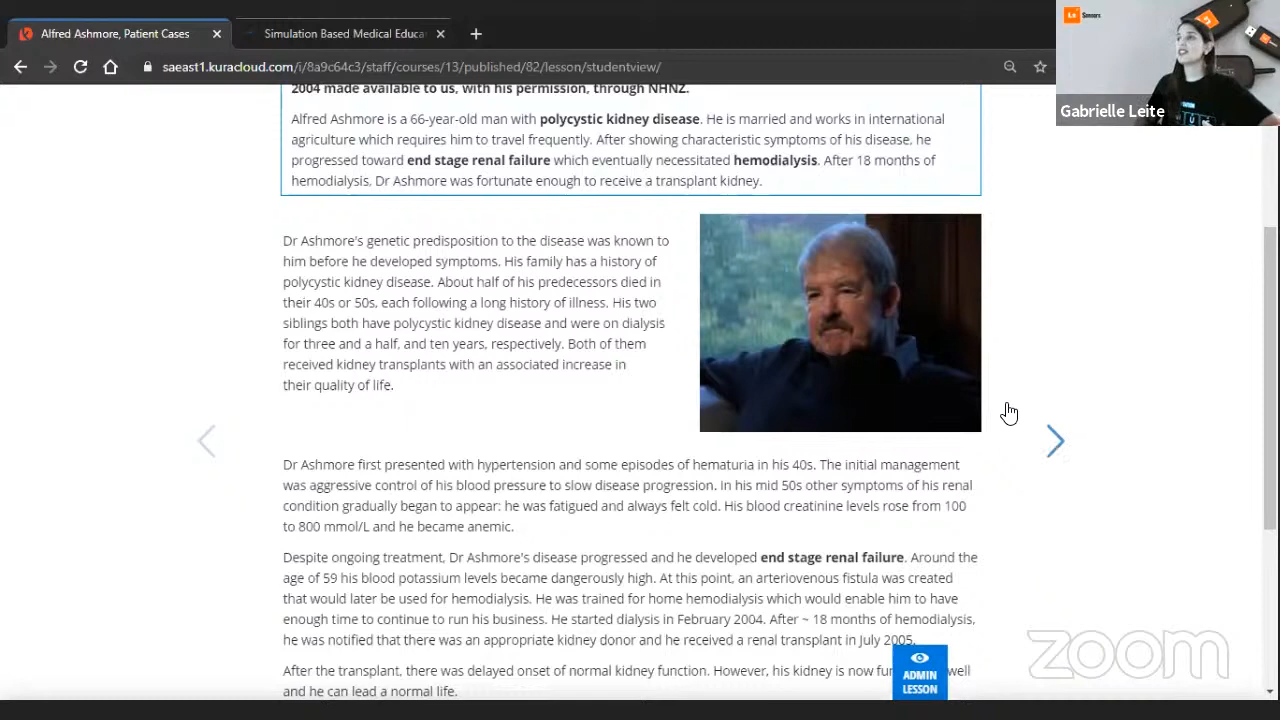 Alfred Ashmore, Patient Cases
Simulation Based Medical Educa
saeast1.kuracloud.com/i/8a9c64c3/staff/courses/13/published/82/lesson/studentview/
Le Sensors
Gabrielle Leite
2004 made available to us, with his permission, through NHNZ.
Alfred Ashmore is a 66-year-old man with polycystic kidney disease. He is married and works in international
agriculture which requires him to travel frequently. After showing characteristic symptoms of his disease, he
progressed toward end stage renal failure which eventually necessitated hemodialysis. After 18 months of
hemodialysis, Dr Ashmore was fortunate enough to receive a transplant kidney.
Dr Ashmore's genetic predisposition to the disease was known to
him before he developed symptoms. His family has a history of
polycystic kidney disease. About half of his predecessors died in
their 40s or 50s, each following a long history of illness. His two
siblings both have polycystic kidney disease and were on dialysis
for three and a half, and ten years, respectively. Both of them
received kidney transplants with an associated increase in
their quality of life.
Dr Ashmore first presented with hypertension and some episodes of hematuria in his 40s. The initial management
was aggressive control of his blood pressure to slow disease progression. In his mid 50s other symptoms of his renal
condition gradually began to appear: he was fatigued and always felt cold. His blood creatinine levels rose from 100
to 800 mmol/L and he became anemic.
Despite ongoing treatment, Dr Ashmore's disease progressed and he developed end stage renal failure. Around the
age of 59 his blood potassium levels became dangerously high. At this point, an arteriovenous fistula was created
that would later be used for hemodialysis. He was trained for home hemodialysis which would enable him to have
enough time to continue to run his business. He started dialysis in February 2004. After ~ 18 months of hemodialysis,
he was notified that there was an appropriate kidney donor and he received a renal transplant in July 2005.
After the transplant, there was delayed onset of normal kidney function. However, his kidney is now fun well
and he can lead a normal life.
ADMIN
LESSON
zoom